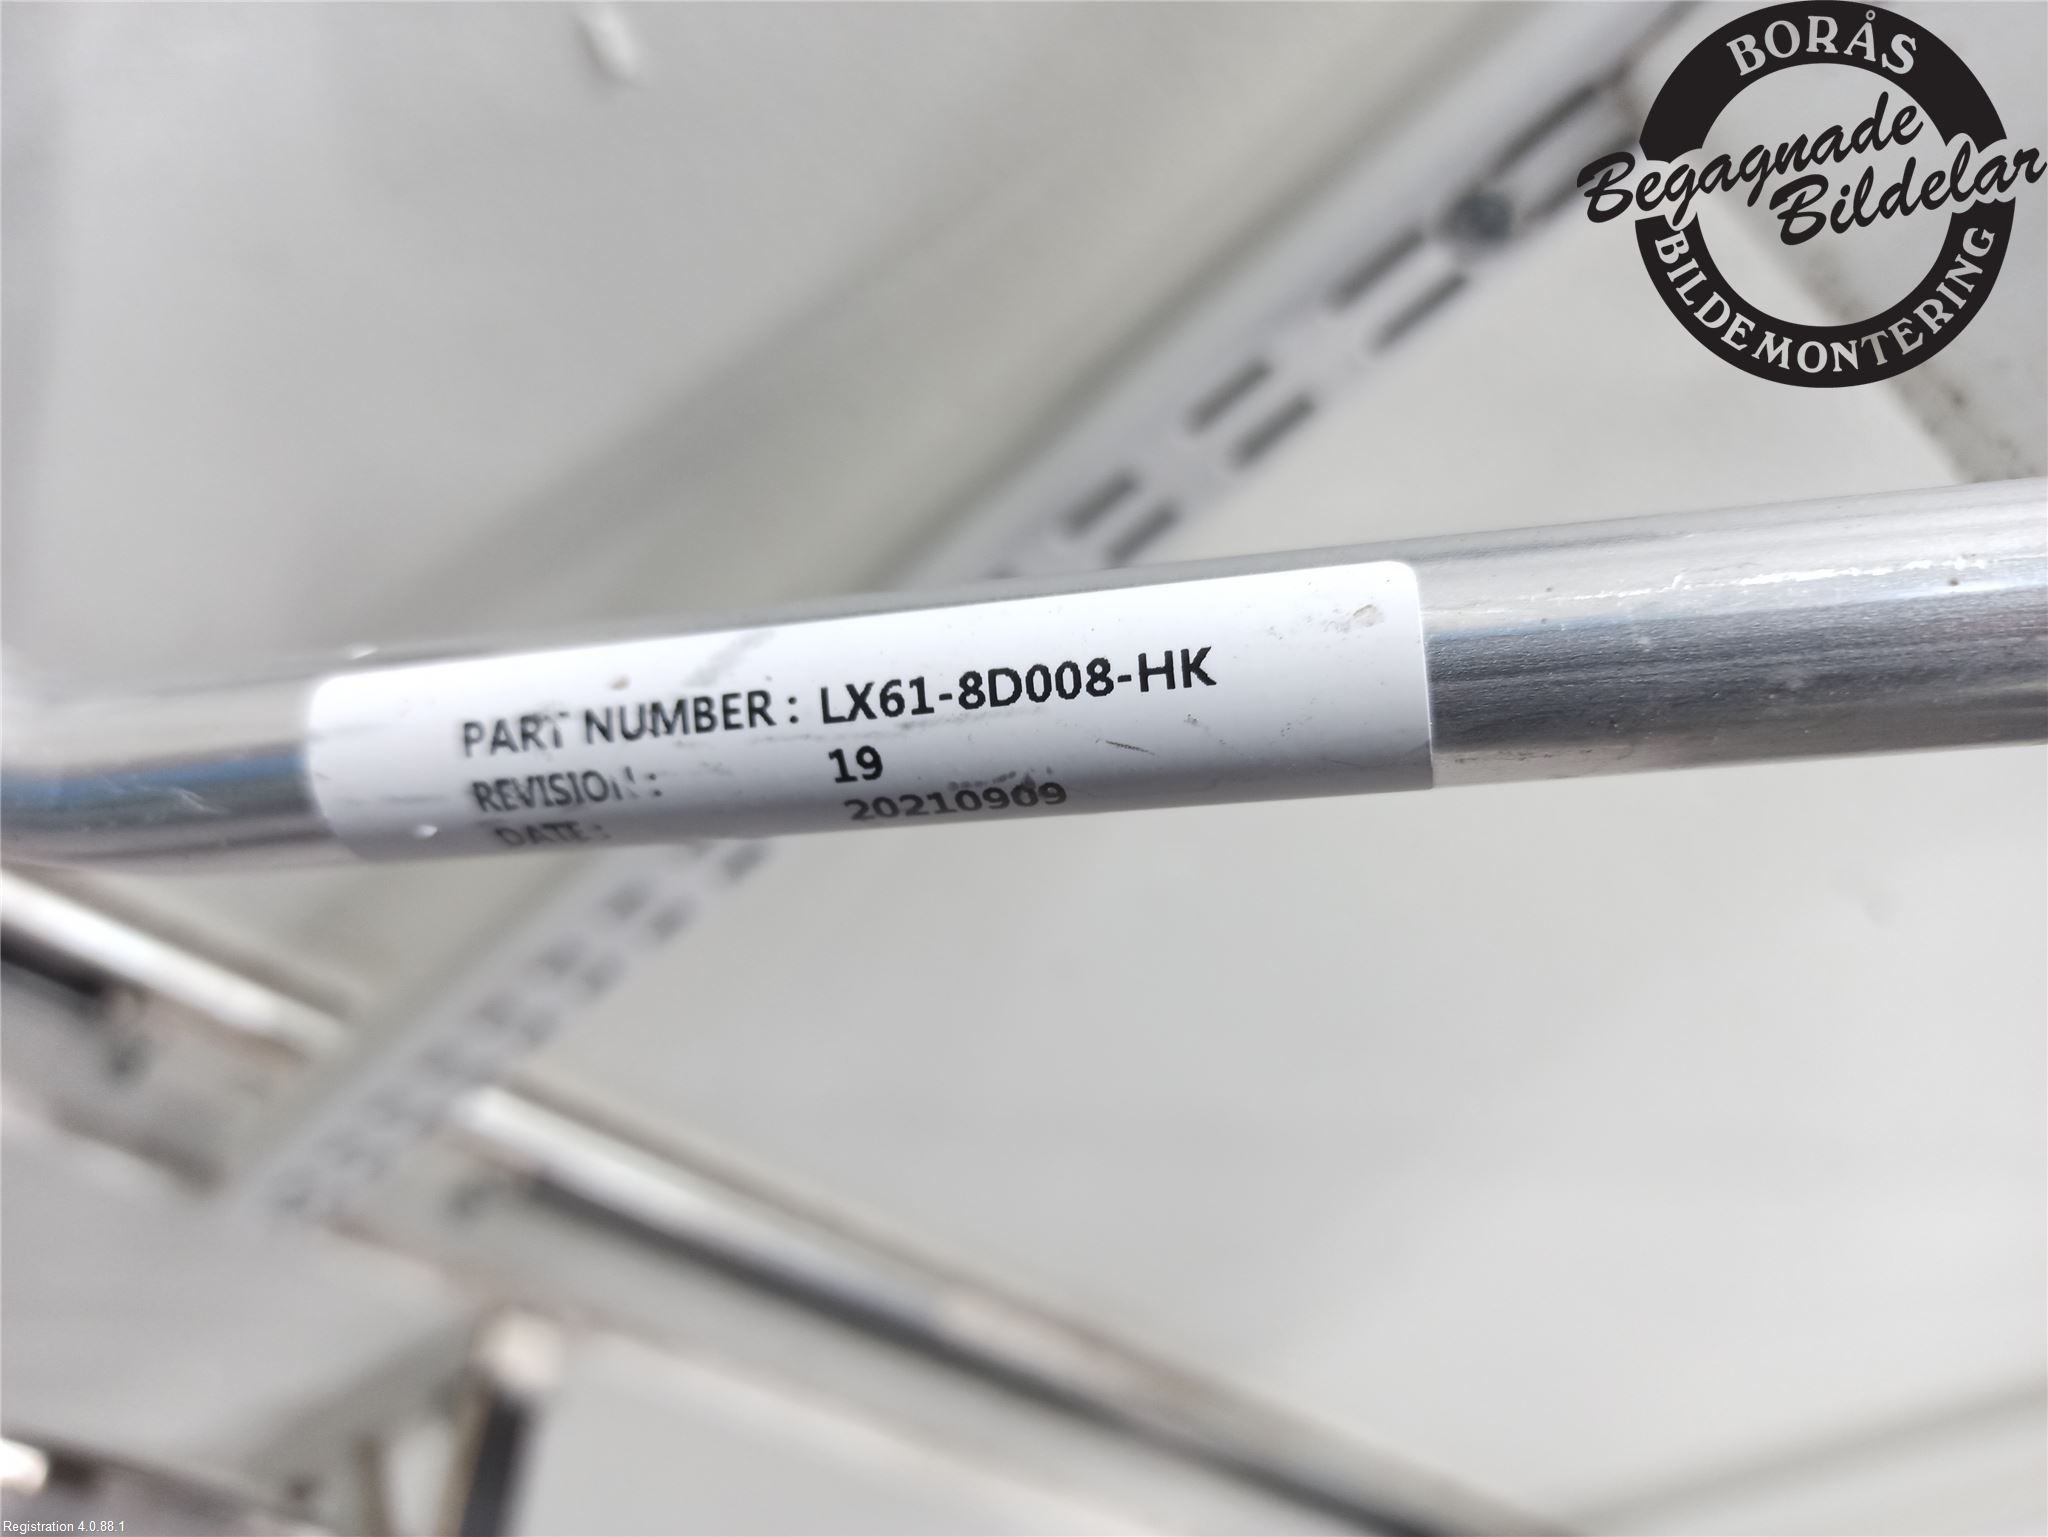 BORÅS
Begagnade
Bildelar
BILDEMONTERING
PART NUMBER : LX61-8D008-HK
REVISION : 19
DATE : 20210909
Registration 4.0.88.1